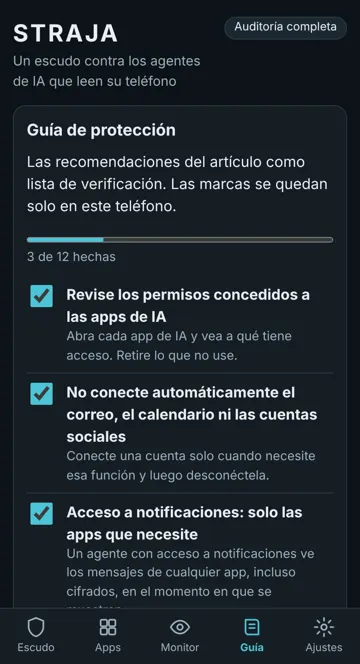 STRAJA
Auditoría completa
Un escudo contra los agentes
de IA que leen su teléfono
Guía de protección
Las recomendaciones del artículo como
lista de verificación. Las marcas se quedan
solo en este teléfono.
3 de 12 hechas
Revise los permisos concedidos a
las apps de IA
Abra cada app de IA y vea a qué tiene
acceso. Retire lo que no use.
No conecte automáticamente el
correo, el calendario ni las cuentas
sociales
Conecte una cuenta solo cuando necesite
esa función y luego desconéctela.
Acceso a notificaciones: solo las
apps que necesite
Un agente con acceso a notificaciones ve
los mensajes de cualquier app, incluso
cifrados, en el momento en que se
Escudo
Apps
Monitor
Guía
Ajustes